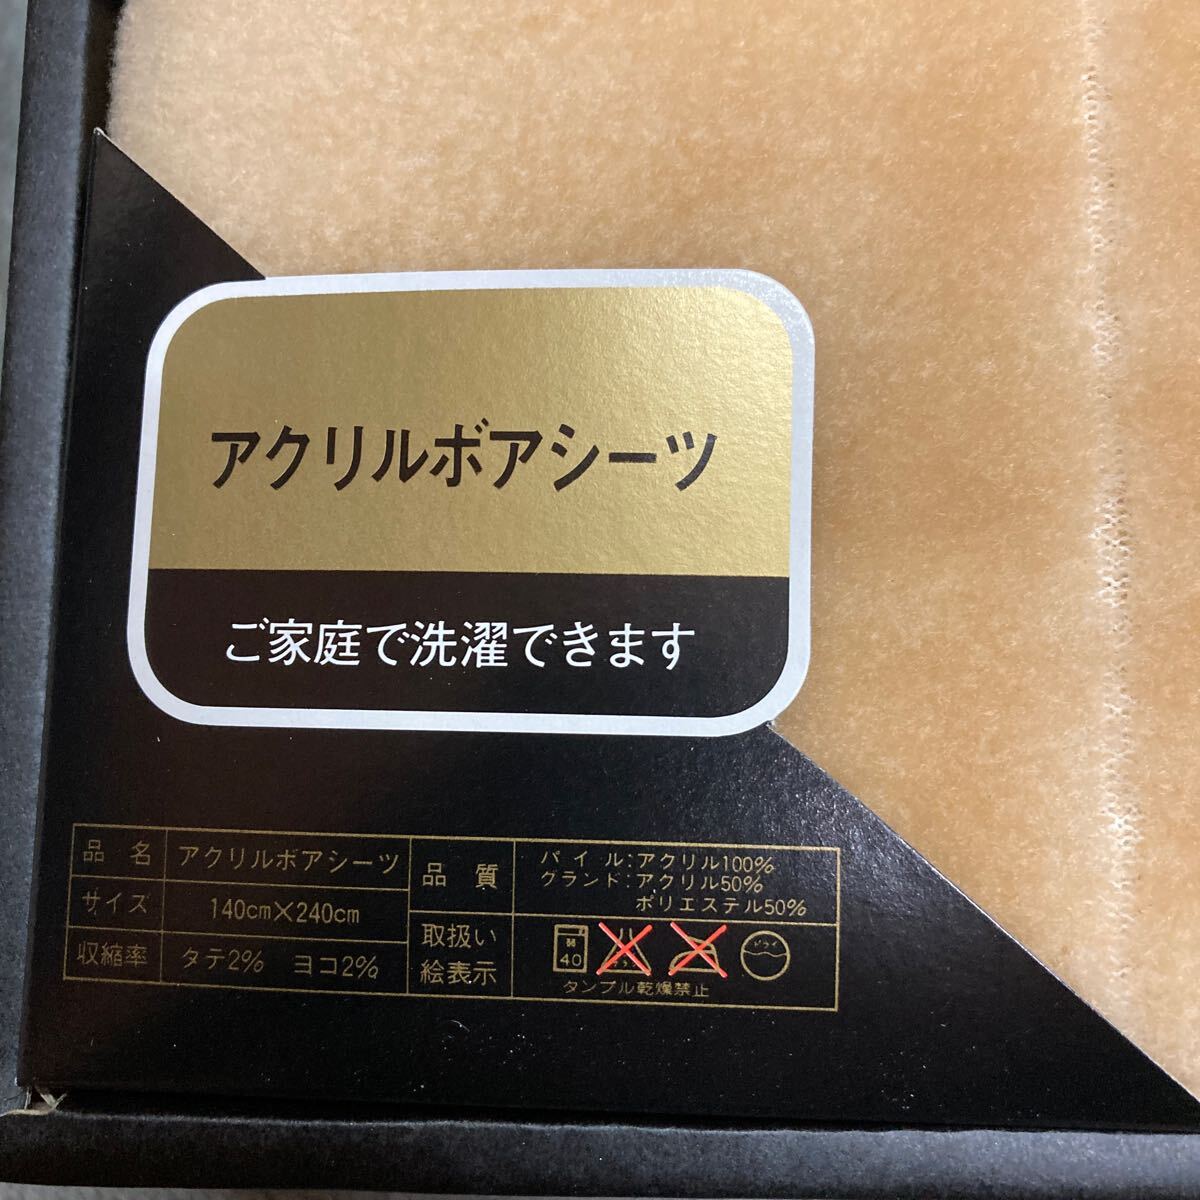 アクリルボアシーツ
ご家庭で洗濯できます
品 名 アクリルボアシーツ
サイズ 140cm×240cm
収縮率 タテ2% ヨコ2%
品 質 パイル:アクリル100%
グランド:アクリル50%
ポリエステル50%
取扱い
絵表示
弱
40
ドライ
タンブル乾燥禁止